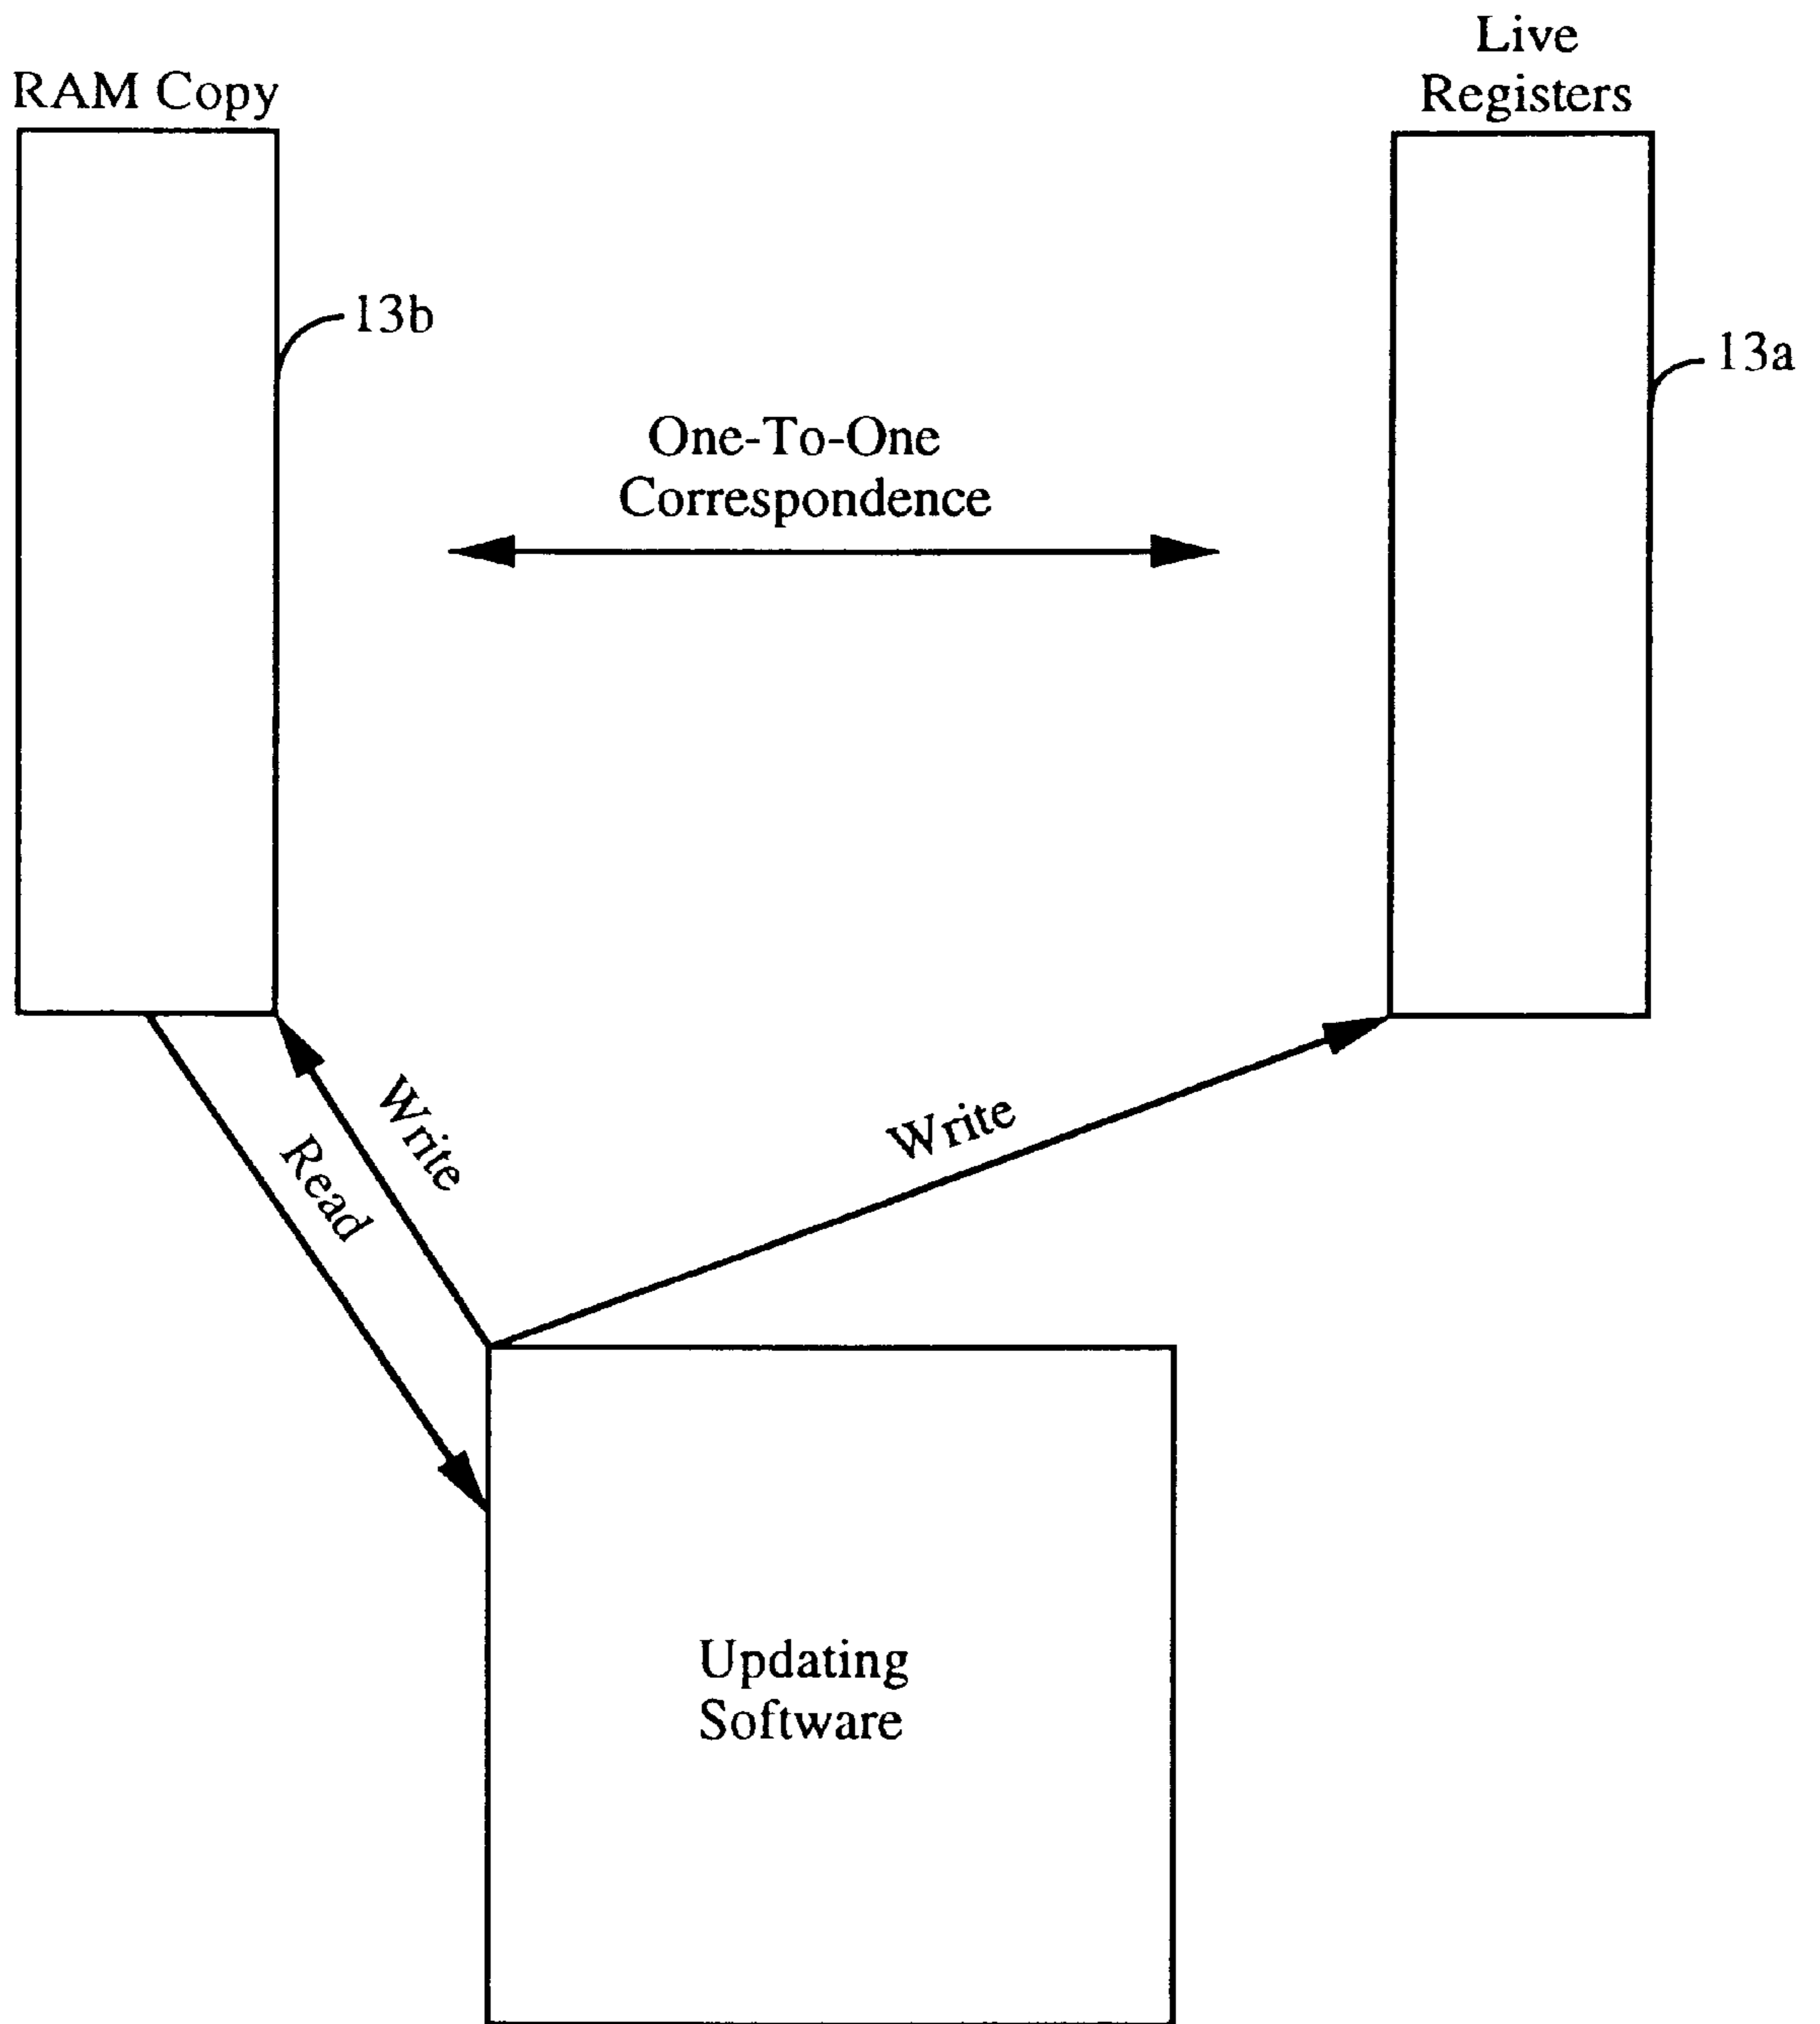 Live
Registers
RAM Copy
13b
13a
One-To-One
Correspondence
Write
Read
Write
Updating
Software